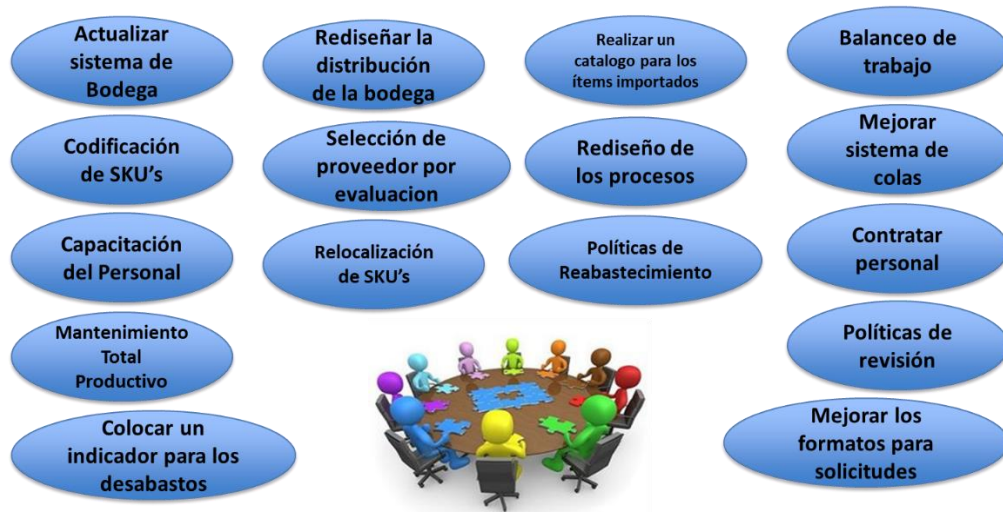 Actualizar
sistema de
Bodega
Rediseñar la
distribución
de la bodega
Realizar un
catalogo para los
ítems importados
Balanceo de
trabajo
Codificación
de SKU's
Selección de
proveedor por
evaluacion
Rediseño de
los procesos
Mejorar
sistema de
colas
Capacitación
del Personal
Relocalización
de SKU's
Políticas de
Reabastecimiento
Contratar
personal
Mantenimiento
Total
Productivo
Políticas de
revisión
Colocar un
indicador para los
desabastos
Mejorar los
formatos para
solicitudes